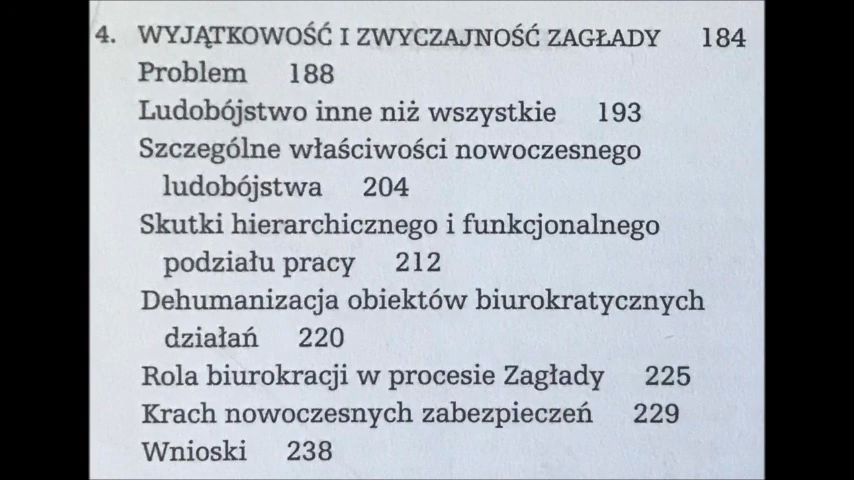 4. WYJĄTKOWOŚĆ I ZWYCZAJNOŚĆ ZAGŁADY 184
Problem 188
Ludobójstwo inne niż wszystkie 193
Szczególne właściwości nowoczesnego
ludobójstwa 204
Skutki hierarchicznego i funkcjonalnego
podziału pracy 212
Dehumanizacja obiektów biurokratycznych
działań 220
Rola biurokracji w procesie Zagłady 225
Krach nowoczesnych zabezpieczeń 229
Wnioski 238